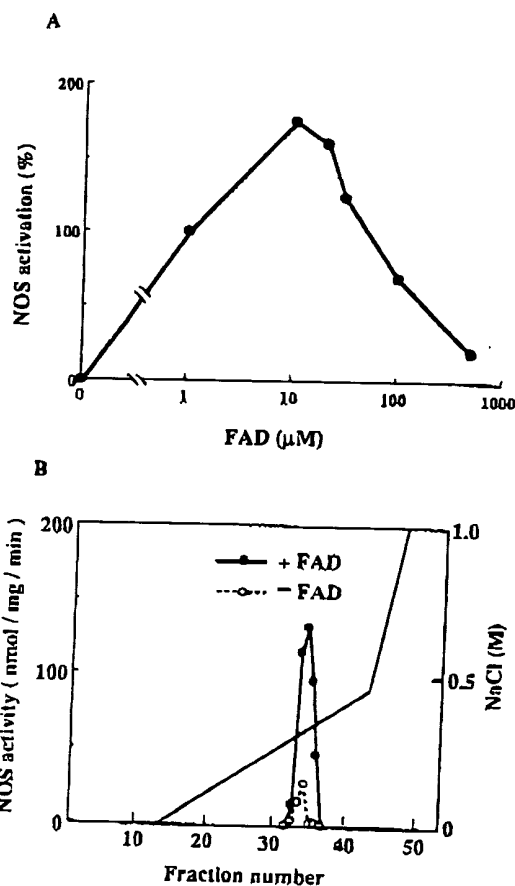 A
200
100
0
NOS activation (%)
0 1 10 100 1000
FAD (μM)
B
200
100
0
NOS activity ( nmol / mg / min )
+ FAD
− FAD
1.0
0.5
0
NaCl (M)
10 20 30 40 50
Fraction number